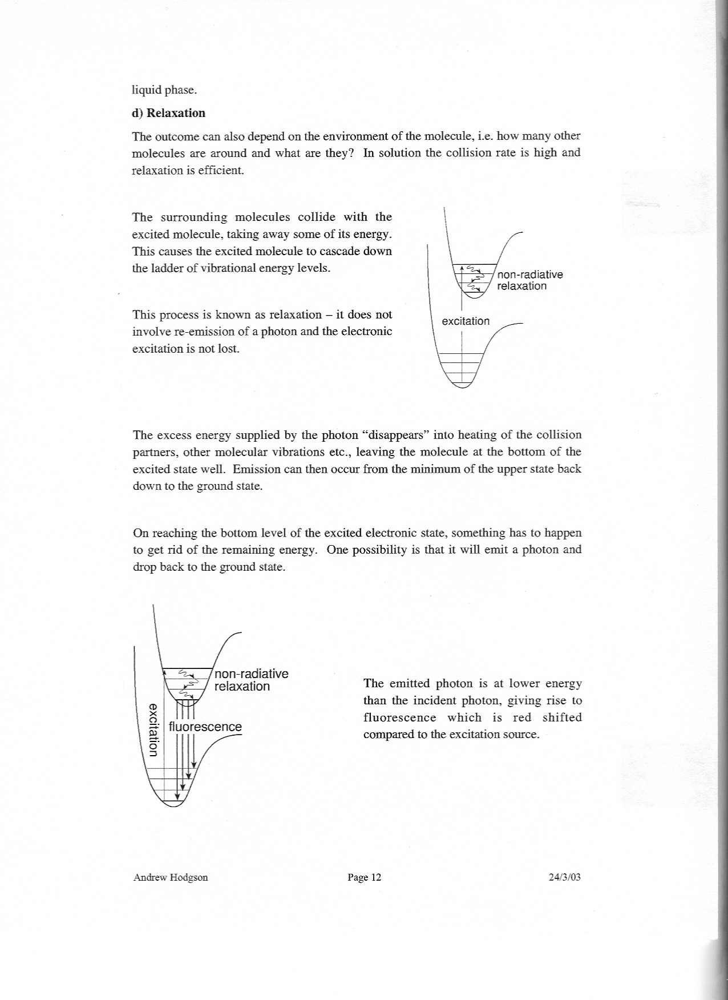 liquid phase.
d) Relaxation
The outcome can also depend on the environment of the molecule, i.e. how many other
molecules are around and what are they? In solution the collision rate is high and
relaxation is efficient.
The surrounding molecules collide with the
excited molecule, taking away some of its energy.
This causes the excited molecule to cascade down
the ladder of vibrational energy levels.
This process is known as relaxation – it does not
involve re-emission of a photon and the electronic
excitation is not lost.
non-radiative
relaxation
excitation
The excess energy supplied by the photon “disappears” into heating of the collision
partners, other molecular vibrations etc., leaving the molecule at the bottom of the
excited state well. Emission can then occur from the minimum of the upper state back
down to the ground state.
On reaching the bottom level of the excited electronic state, something has to happen
to get rid of the remaining energy. One possibility is that it will emit a photon and
drop back to the ground state.
non-radiative
relaxation
excitation
fluorescence
The emitted photon is at lower energy
than the incident photon, giving rise to
fluorescence which is red shifted
compared to the excitation source.
Andrew Hodgson Page 12 24/3/03